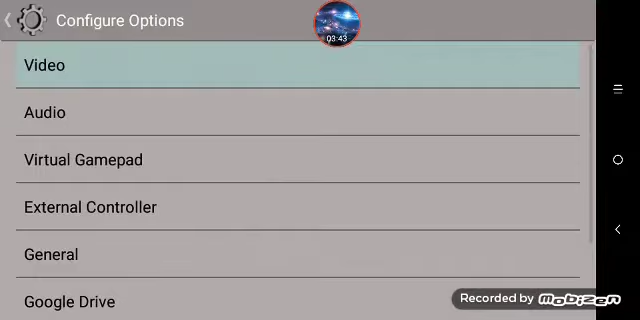 Configure Options
03:43
Video
Audio
Virtual Gamepad
External Controller
General
Google Drive
Recorded by Mobizen